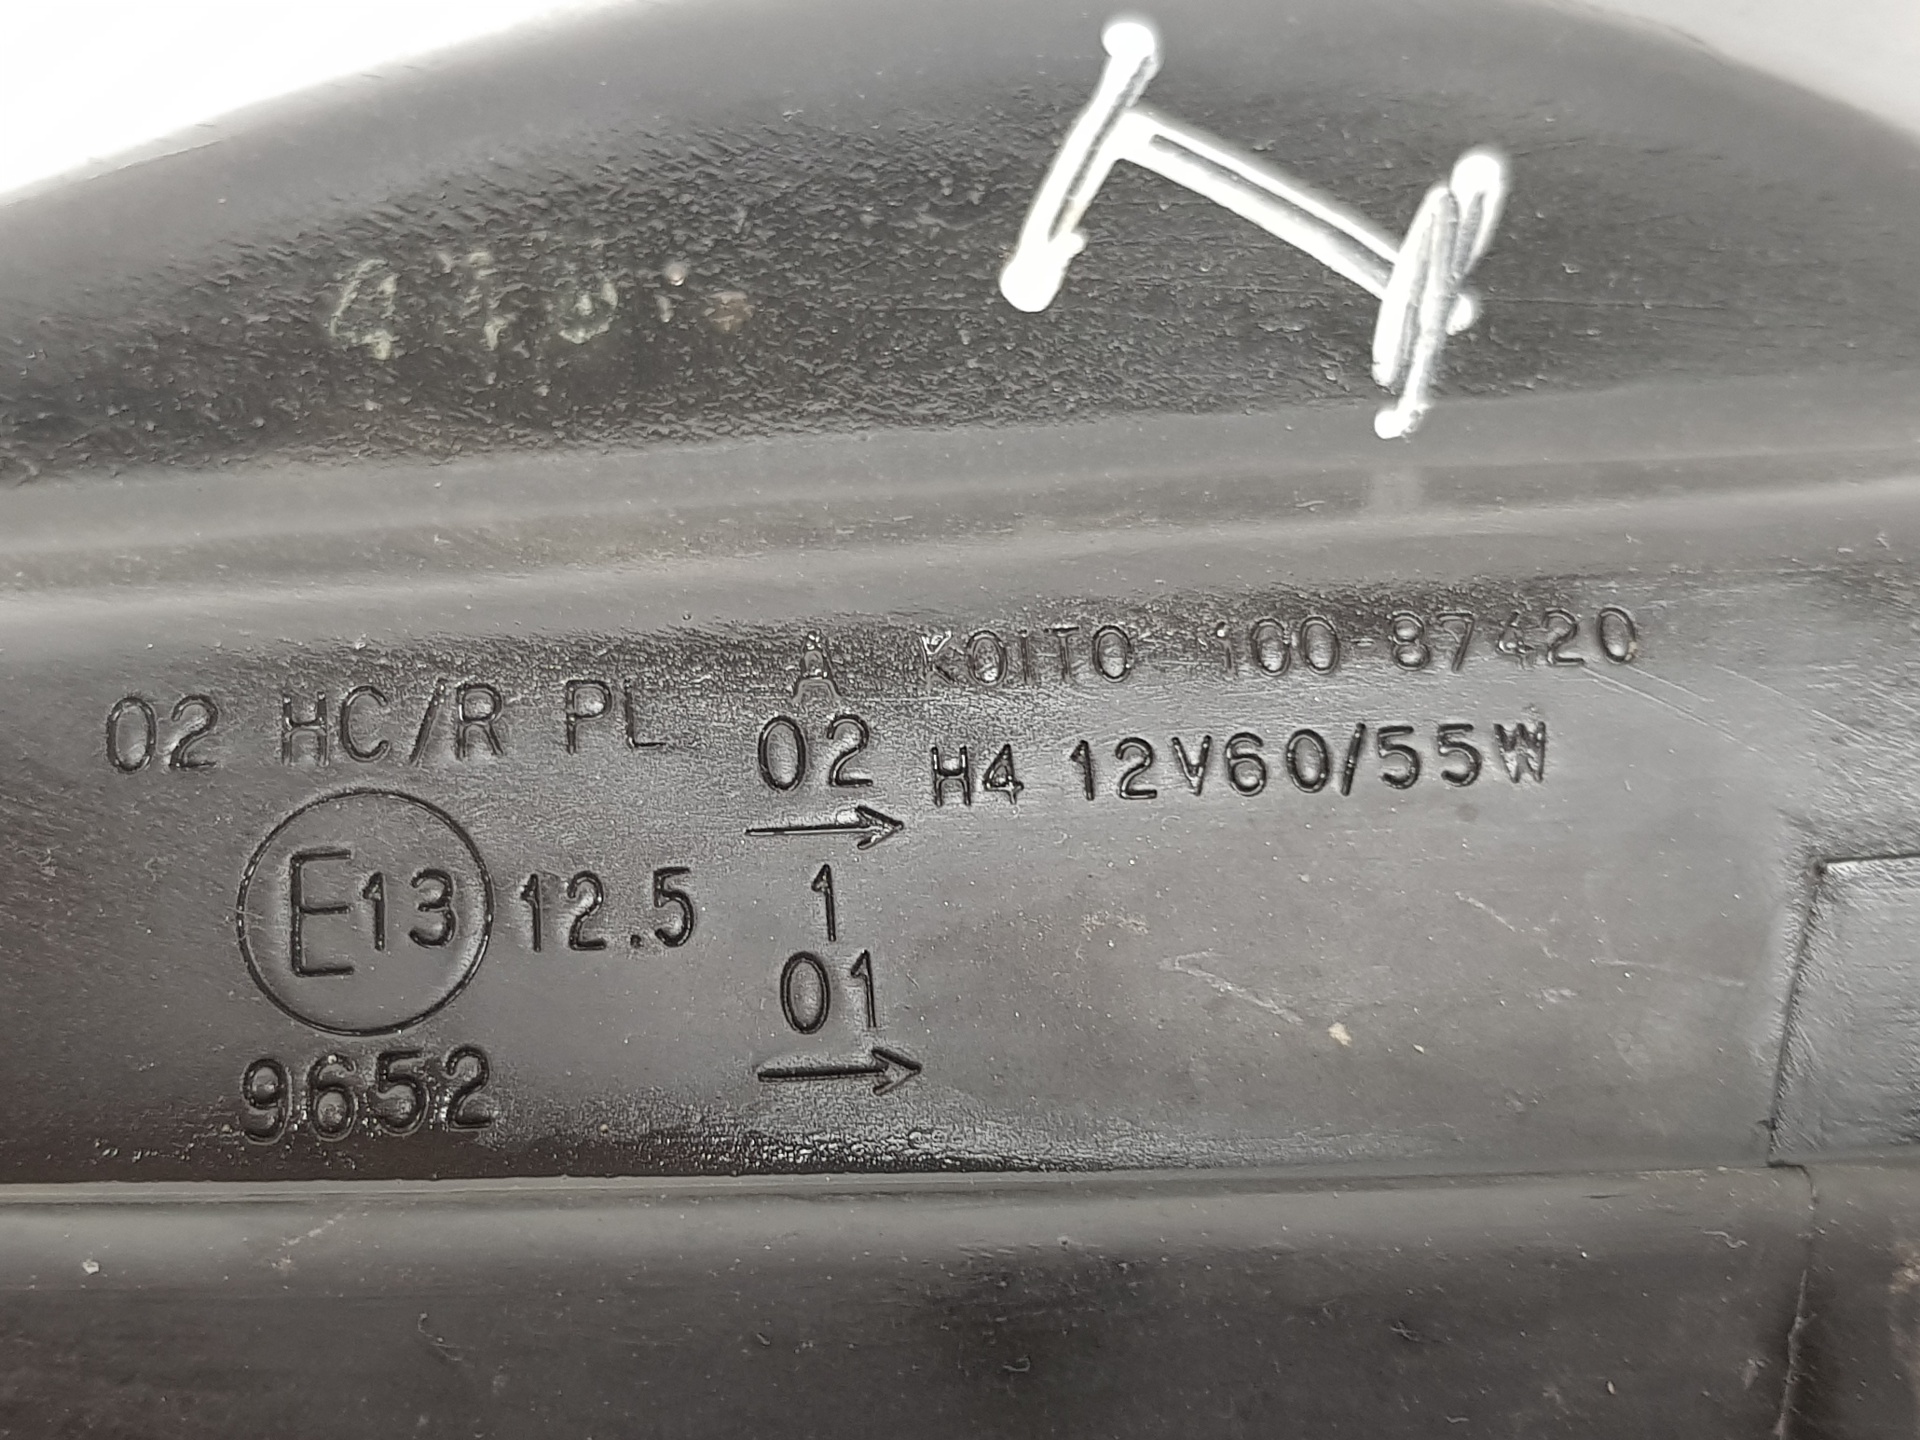 A KOITO 100-87420
02 HC/R PL 02 H4 12V60/55W
→
E13 12.5 1
01
9652 →